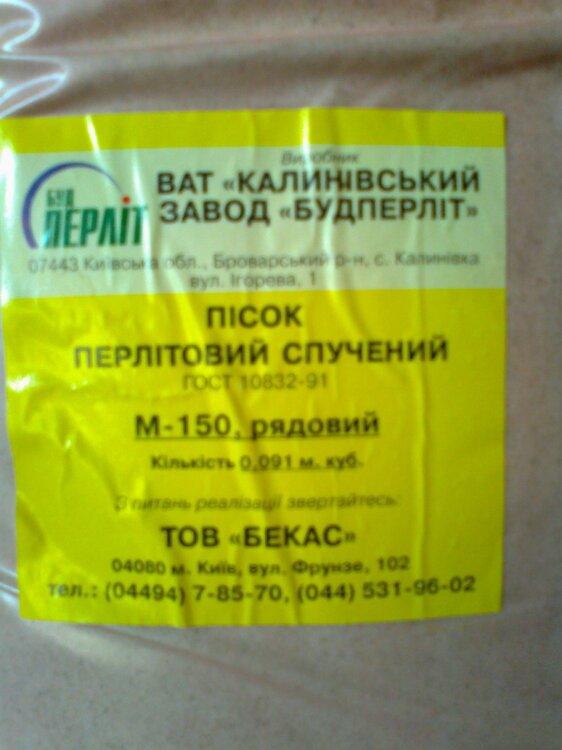 Виробник
БУД
ПЕРЛІТ
ВАТ «КАЛИНІВСЬКИЙ
ЗАВОД «БУДПЕРЛІТ»
07443 Київська обл., Броварський р-н, с. Калинівка
вул. Ігорева, 1
ПІСОК
ПЕРЛІТОВИЙ СПУЧЕНИЙ
ГОСТ 10832-91
М-150, рядовий
Кількість 0,091 м. куб.
З питань реалізації звертайтесь:
ТОВ «БЕКАС»
04080 м. Київ, вул. Фрунзе, 102
тел.: (04494) 7-85-70, (044) 531-96-02